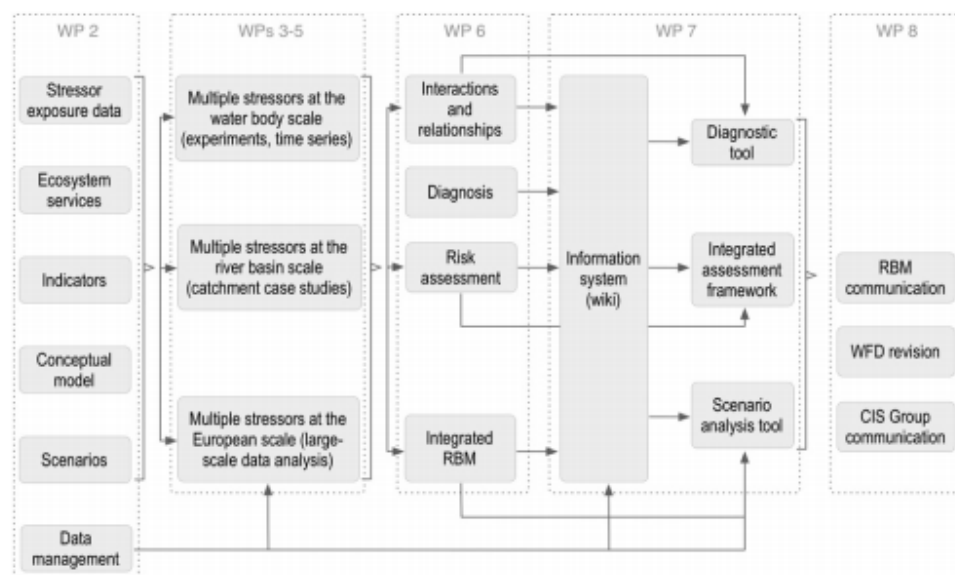 WP 2
Stressor
exposure data
Ecosystem
services
Indicators
Conceptual
model
Scenarios
Data
management
WPs 3-5
Multiple stressors at the
water body scale
(experiments, time series)
Multiple stressors at the
river basin scale
(catchment case studies)
Multiple stressors at the
European scale (large-
scale data analysis)
WP 6
Interactions
and
relationships
Diagnosis
Risk
assessment
Integrated
RBM
WP 7
Information
system
(wiki)
Diagnostic
tool
Integrated
assessment
framework
Scenario
analysis tool
WP 8
RBM
communication
WFD revision
CIS Group
communication